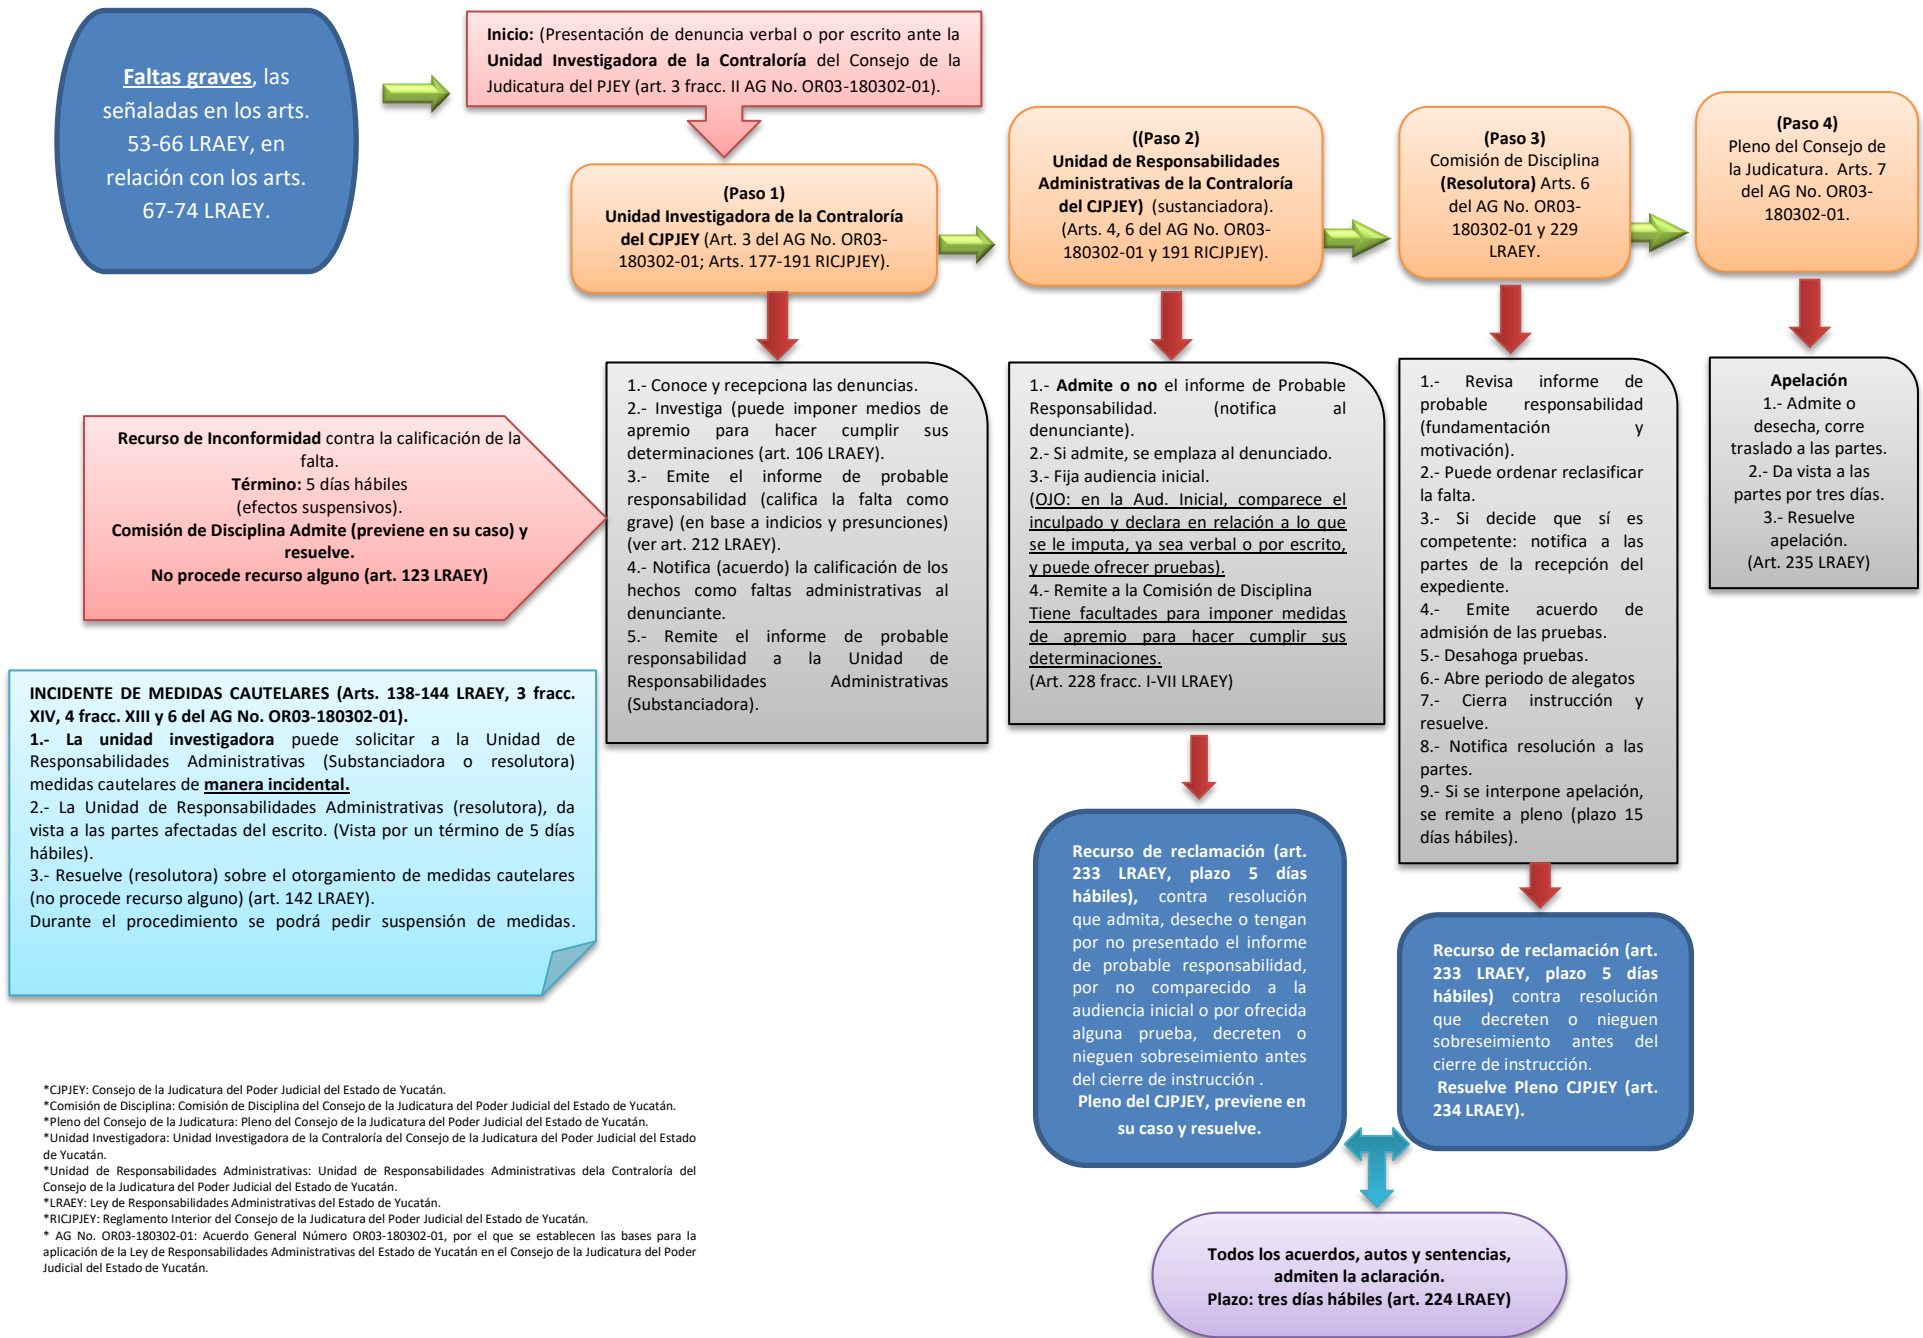 Faltas graves, las
señaladas en los arts.
53-66 LRAEY, en
relación con los arts.
67-74 LRAEY.
Inicio: (Presentación de denuncia verbal o por escrito ante la
Unidad Investigadora de la Contraloría del Consejo de la
Judicatura del PJEY (art. 3 fracc. II AG No. OR03-180302-01).
(Paso 1)
Unidad Investigadora de la Contraloría
del CJPJEY (Art. 3 del AG No. OR03-
180302-01; Arts. 177-191 RICJPJEY).
((Paso 2)
Unidad de Responsabilidades
Administrativas de la Contraloría
del CJPJEY) (sustanciadora).
(Arts. 4, 6 del AG No. OR03-
180302-01 y 191 RICJPJEY).
(Paso 3)
Comisión de Disciplina
(Resolutora) Arts. 6
del AG No. OR03-
180302-01 y 229
LRAEY.
(Paso 4)
Pleno del Consejo de
la Judicatura. Arts. 7
del AG No. OR03-
180302-01.
Recurso de Inconformidad contra la calificación de la
falta.
Término: 5 días hábiles
(efectos suspensivos).
Comisión de Disciplina Admite (previene en su caso) y
resuelve.
No procede recurso alguno (art. 123 LRAEY)
1.- Conoce y recepciona las denuncias.
2.- Investiga (puede imponer medios de
apremio para hacer cumplir sus
determinaciones (art. 106 LRAEY).
3.- Emite el informe de probable
responsabilidad (califica la falta como
grave) (en base a indicios y presunciones)
(ver art. 212 LRAEY).
4.- Notifica (acuerdo) la calificación de los
hechos como faltas administrativas al
denunciante.
5.- Remite el informe de probable
responsabilidad a la Unidad de
Responsabilidades Administrativas
(Substanciadora).
1.- Admite o no el informe de Probable
Responsabilidad. (notifica al
denunciante).
2.- Si admite, se emplaza al denunciado.
3.- Fija audiencia inicial.
(OJO: en la Aud. Inicial, comparece el
inculpado y declara en relación a lo que
se le imputa, ya sea verbal o por escrito,
y puede ofrecer pruebas).
4.- Remite a la Comisión de Disciplina
Tiene facultades para imponer medidas
de apremio para hacer cumplir sus
determinaciones.
(Art. 228 fracc. I-VII LRAEY)
1.- Revisa informe de
probable responsabilidad
(fundamentación y
motivación).
2.- Puede ordenar reclasificar
la falta.
3.- Si decide que sí es
competente: notifica a las
partes de la recepción del
expediente.
4.- Emite acuerdo de
admisión de las pruebas.
5.- Desahoga pruebas.
6.- Abre periodo de alegatos
7.- Cierra instrucción y
resuelve.
8.- Notifica resolución a las
partes.
9.- Si se interpone apelación,
se remite a pleno (plazo 15
días hábiles).
Apelación
1.- Admite o
desecha, corre
traslado a las partes.
2.- Da vista a las
partes por tres días.
3.- Resuelve
apelación.
(Art. 235 LRAEY)
INCIDENTE DE MEDIDAS CAUTELARES (Arts. 138-144 LRAEY, 3 fracc.
XIV, 4 fracc. XIII y 6 del AG No. OR03-180302-01).
1.- La unidad investigadora puede solicitar a la Unidad de
Responsabilidades Administrativas (Substanciadora o resolutora)
medidas cautelares de manera incidental.
2.- La Unidad de Responsabilidades Administrativas (resolutora), da
vista a las partes afectadas del escrito. (Vista por un término de 5 días
hábiles).
3.- Resuelve (resolutora) sobre el otorgamiento de medidas cautelares
(no procede recurso alguno) (art. 142 LRAEY).
Durante el procedimiento se podrá pedir suspensión de medidas.
Recurso de reclamación (art.
233 LRAEY, plazo 5 días
hábiles), contra resolución
que admita, deseche o tengan
por no presentado el informe
de probable responsabilidad,
por no comparecido a la
audiencia inicial o por ofrecida
alguna prueba, decreten o
nieguen sobreseimiento antes
del cierre de instrucción .
Pleno del CJPJEY, previene en
su caso y resuelve.
Recurso de reclamación (art.
233 LRAEY, plazo 5 días
hábiles) contra resolución
que decreten o nieguen
sobreseimiento antes del
cierre de instrucción.
Resuelve Pleno CJPJEY (art.
234 LRAEY).
Todos los acuerdos, autos y sentencias,
admiten la aclaración.
Plazo: tres días hábiles (art. 224 LRAEY)
*CJPJEY: Consejo de la Judicatura del Poder Judicial del Estado de Yucatán.
*Comisión de Disciplina: Comisión de Disciplina del Consejo de la Judicatura del Poder Judicial del Estado de Yucatán.
*Pleno del Consejo de la Judicatura: Pleno del Consejo de la Judicatura del Poder Judicial del Estado de Yucatán.
*Unidad Investigadora: Unidad Investigadora de la Contraloría del Consejo de la Judicatura del Poder Judicial del Estado
de Yucatán.
*Unidad de Responsabilidades Administrativas: Unidad de Responsabilidades Administrativas dela Contraloría del
Consejo de la Judicatura del Poder Judicial del Estado de Yucatán.
*LRAEY: Ley de Responsabilidades Administrativas del Estado de Yucatán.
*RICJPJEY: Reglamento Interior del Consejo de la Judicatura del Poder Judicial del Estado de Yucatán.
* AG No. OR03-180302-01: Acuerdo General Número OR03-180302-01, por el que se establecen las bases para la
aplicación de la Ley de Responsabilidades Administrativas del Estado de Yucatán en el Consejo de la Judicatura del Poder
Judicial del Estado de Yucatán.